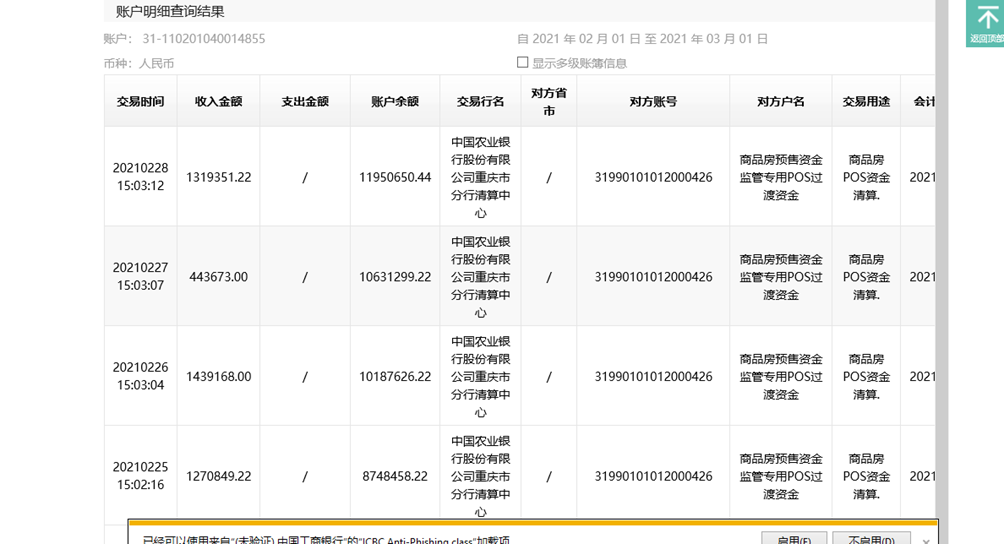 账户明细查询结果
返回顶部
账户： 31-110201040014855 自 2021 年 02 月 01 日 至 2021 年 03 月 01 日
币种：人民币 显示多级账簿信息
交易时间 收入金额 支出金额 账户余额 交易行名 对方省市 对方账号 对方户名 交易用途 会计
20210228 15:03:12 1319351.22 / 11950650.44 中国农业银行股份有限公司重庆市分行清算中心 / 31990101012000426 商品房预售资金监管专用POS过渡资金 商品房POS资金清算. 2021
20210227 15:03:07 443673.00 / 10631299.22 中国农业银行股份有限公司重庆市分行清算中心 / 31990101012000426 商品房预售资金监管专用POS过渡资金 商品房POS资金清算. 2021
20210226 15:03:04 1439168.00 / 10187626.22 中国农业银行股份有限公司重庆市分行清算中心 / 31990101012000426 商品房预售资金监管专用POS过渡资金 商品房POS资金清算. 2021
20210225 15:02:16 1270849.22 / 8748458.22 中国农业银行股份有限公司重庆市分行清算中心 / 31990101012000426 商品房预售资金监管专用POS过渡资金 商品房POS资金清算. 2021
已经可以使用来自“(未验证) 中国工商银行”的“ICBC Anti-Phishing class”加载项。 启用(E) 不启用(D) ×